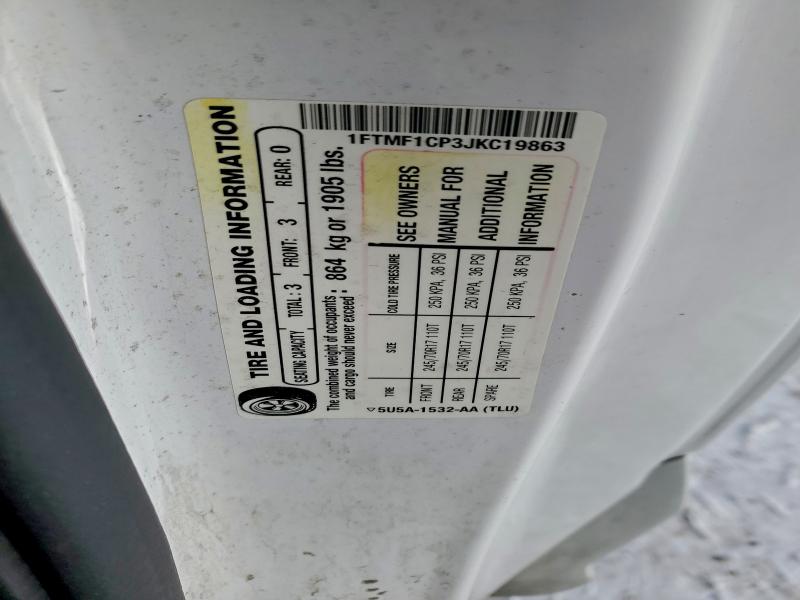 TIRE AND LOADING INFORMATION
SEATING CAPACITY TOTAL: 3 FRONT: 3 REAR: 0
The combined weight of occupants and cargo should never exceed : 864 kg or 1905 lbs.
TIRE SIZE COLD TIRE PRESSURE
FRONT 245/70R17 110T 250 KPA, 36 PSI
REAR 245/70R17 110T 250 KPA, 36 PSI
SPARE 245/70R17 110T 250 KPA, 36 PSI
SEE OWNERS
MANUAL FOR
ADDITIONAL
INFORMATION
5U5A-1532-AA (TLU)
1FTMF1CP3JKC19863